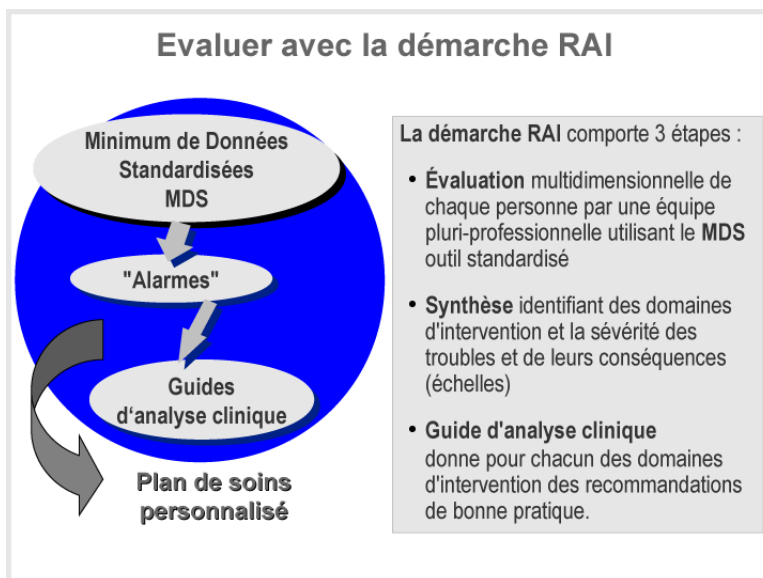 Evaluer avec la démarche RAI
Minimum de Données
Standardisées
MDS
"Alarmes"
Guides
d‘analyse clinique
Plan de soins
personnalisé
La démarche RAI comporte 3 étapes :
• Évaluation multidimensionnelle de
chaque personne par une équipe
pluri-professionnelle utilisant le MDS
outil standardisé
• Synthèse identifiant des domaines
d'intervention et la sévérité des
troubles et de leurs conséquences
(échelles)
• Guide d'analyse clinique
donne pour chacun des domaines
d'intervention des recommandations
de bonne pratique.